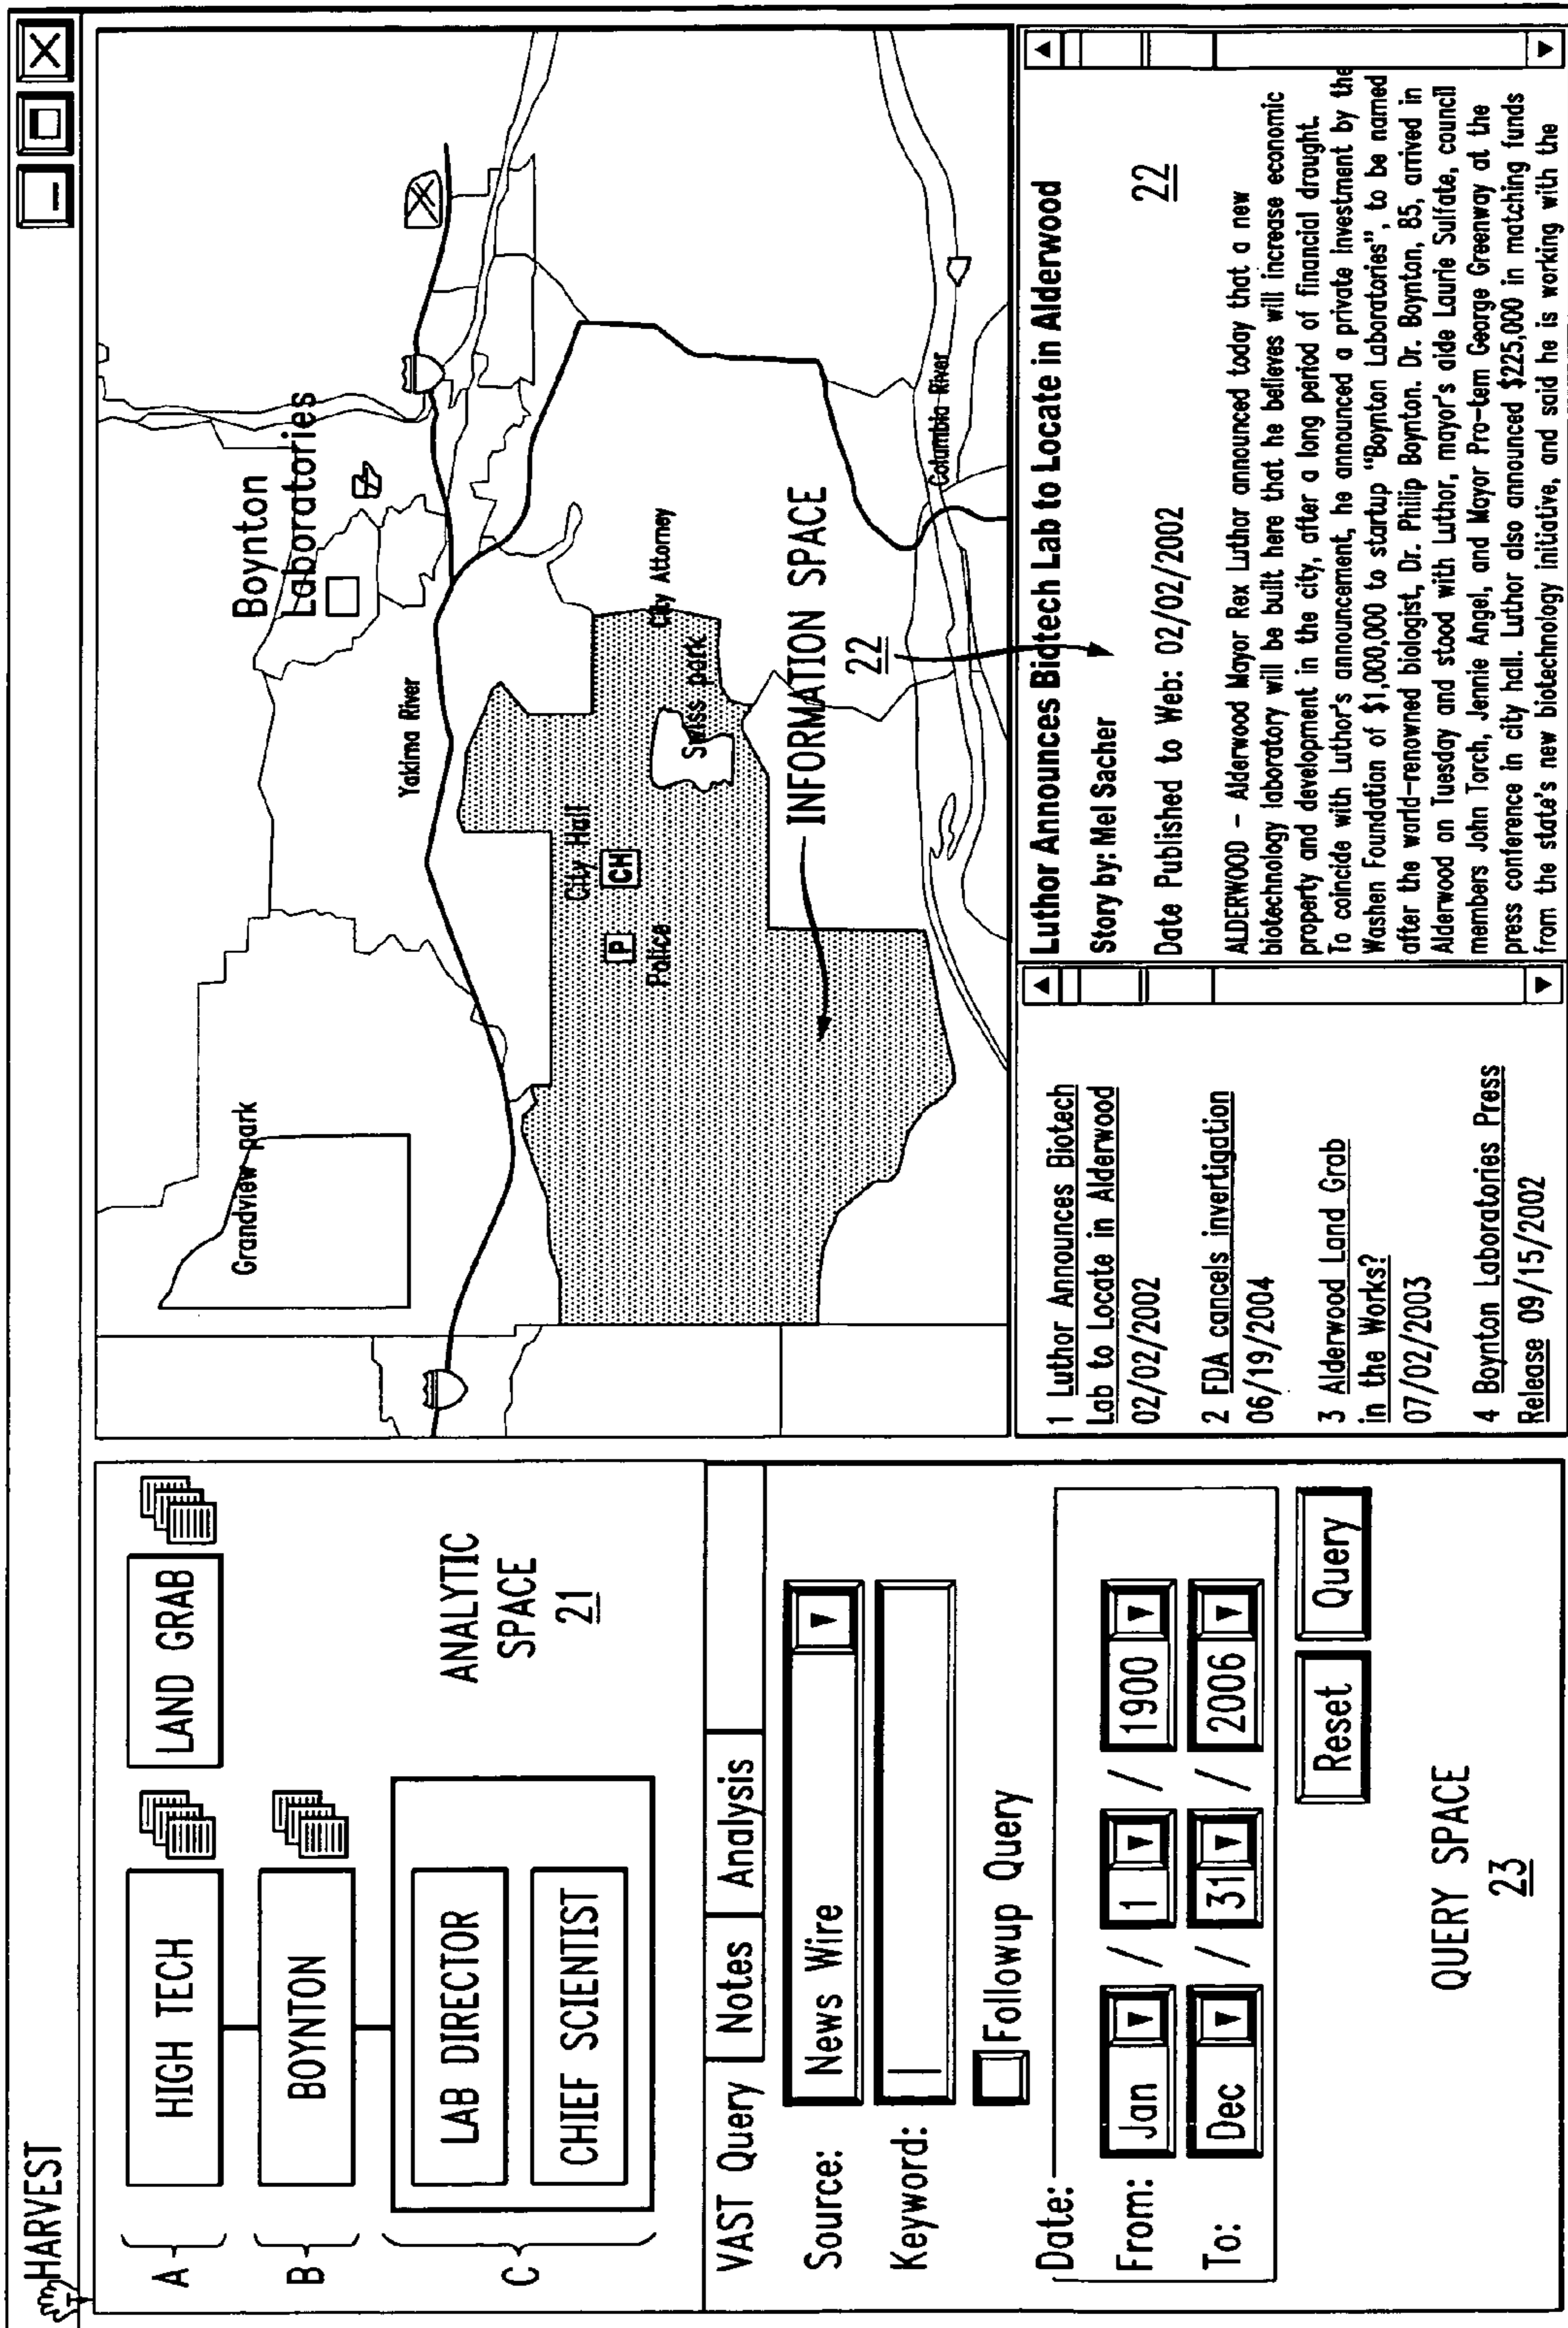 HARVEST
A
HIGH TECH
LAND GRAB
B
BOYNTON
C
LAB DIRECTOR
CHIEF SCIENTIST
ANALYTIC
SPACE
21
VAST Query Notes Analysis
Source: News Wire
Keyword:
Followup Query
Date:
From: Jan / 1 / 1900
To: Dec / 31 / 2006
Reset Query
QUERY SPACE
23
Grandview park
Boynton
Laboratories
Yakima River
City Hall
P CH
Police
City Attorney
Swiss park
INFORMATION SPACE
22
Columbia River
1 Luthor Announces Biotech
Lab to Locate in Alderwood
02/02/2002
2 FDA cancels invertigation
06/19/2004
3 Alderwood Land Grab
in the Works?
07/02/2003
4 Boynton Laboratories Press
Release 09/15/2002
Luthor Announces Biotech Lab to Locate in Alderwood
Story by: Mel Sacher
Date Published to Web: 02/02/2002
22
ALDERWOOD – Alderwood Mayor Rex Luthor announced today that a new
biotechnology laboratory will be built here that he believes will increase economic
property and development in the city, after a long period of financial drought.
To coincide with Luthor's announcement, he announced a private investment by the
Washen Foundation of $1,000,000 to startup "Boynton Laboratories", to be named
after the world-renowned biologist, Dr. Philip Boynton. Dr. Boynton, 85, arrived in
Alderwood on Tuesday and stood with Luthor, mayor's aide Laurie Sulfate, council
members John Torch, Jennie Angel, and Mayor Pro-tem George Greenway at the
press conference in city hall. Luthor also announced $225,000 in matching funds
from the state's new biotechnology initiative, and said he is working with the